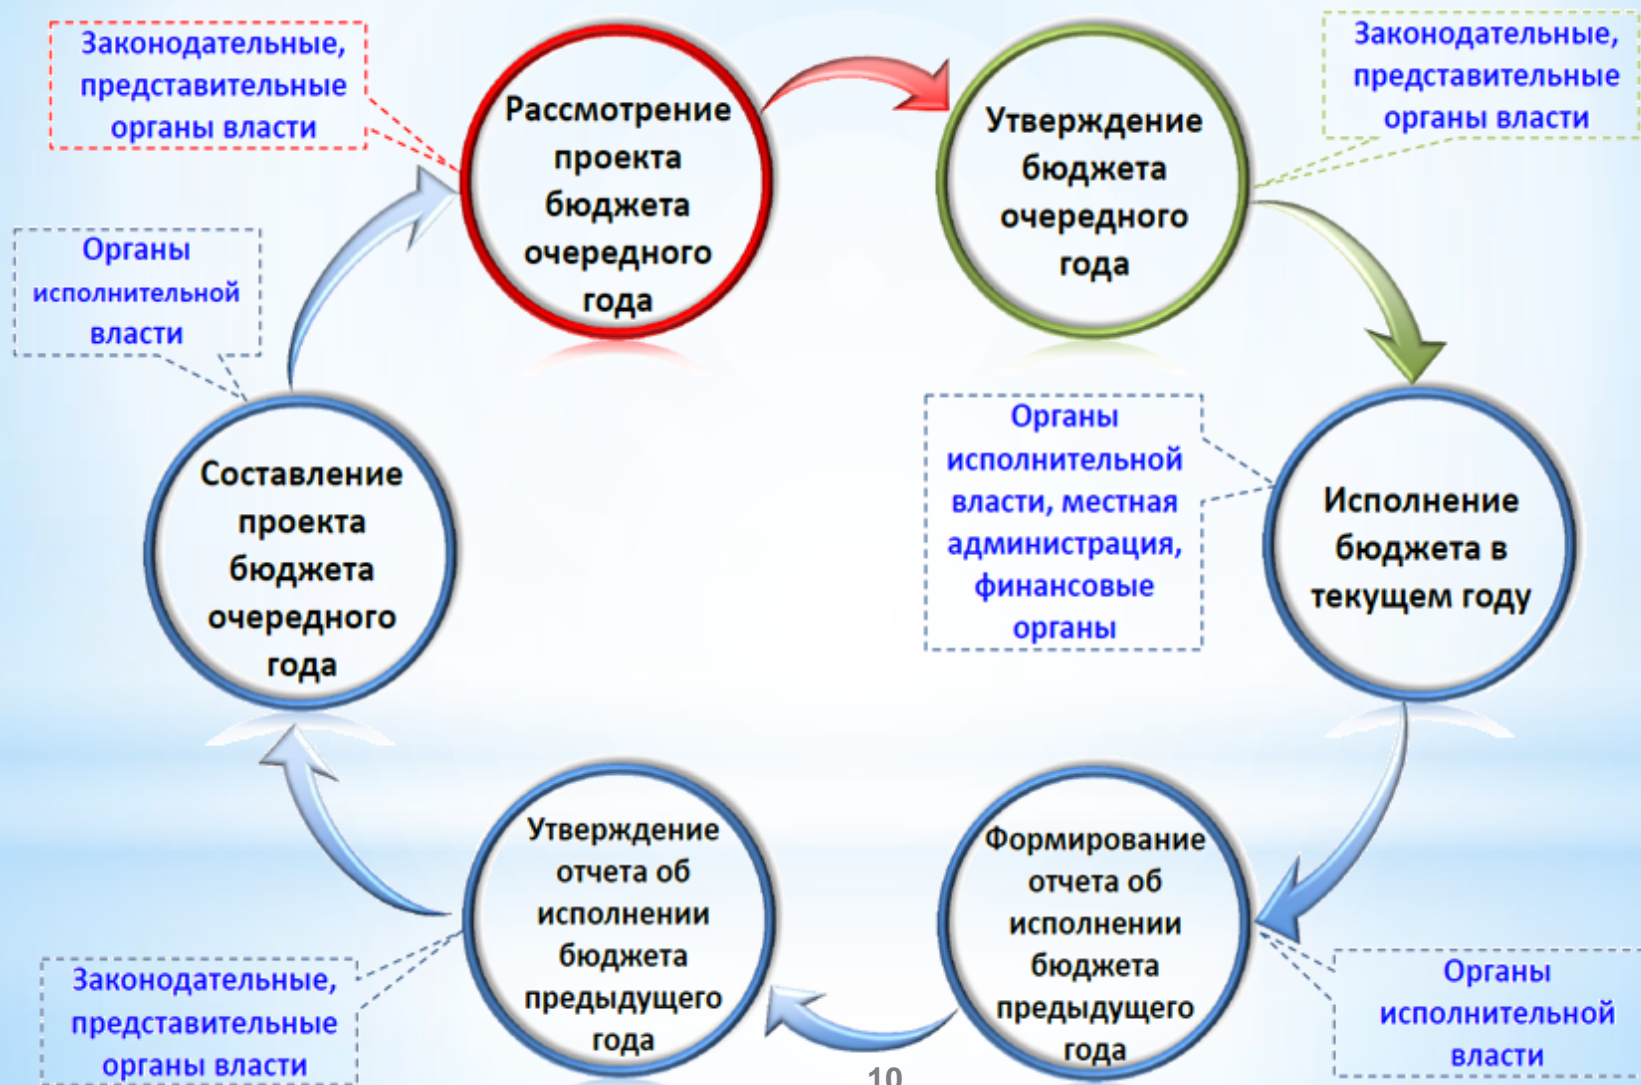 Законодательные,
представительные
органы власти
Рассмотрение
проекта
бюджета
очередного
года
Утверждение
бюджета
очередного
года
Законодательные,
представительные
органы власти
Органы
исполнительной
власти
Составление
проекта
бюджета
очередного
года
Органы
исполнительной
власти, местная
администрация,
финансовые
органы
Исполнение
бюджета в
текущем году
Законодательные,
представительные
органы власти
Утверждение
отчета об
исполнении
бюджета
предыдущего
года
Формирование
отчета об
исполнении
бюджета
предыдущего
года
Органы
исполнительной
власти
10